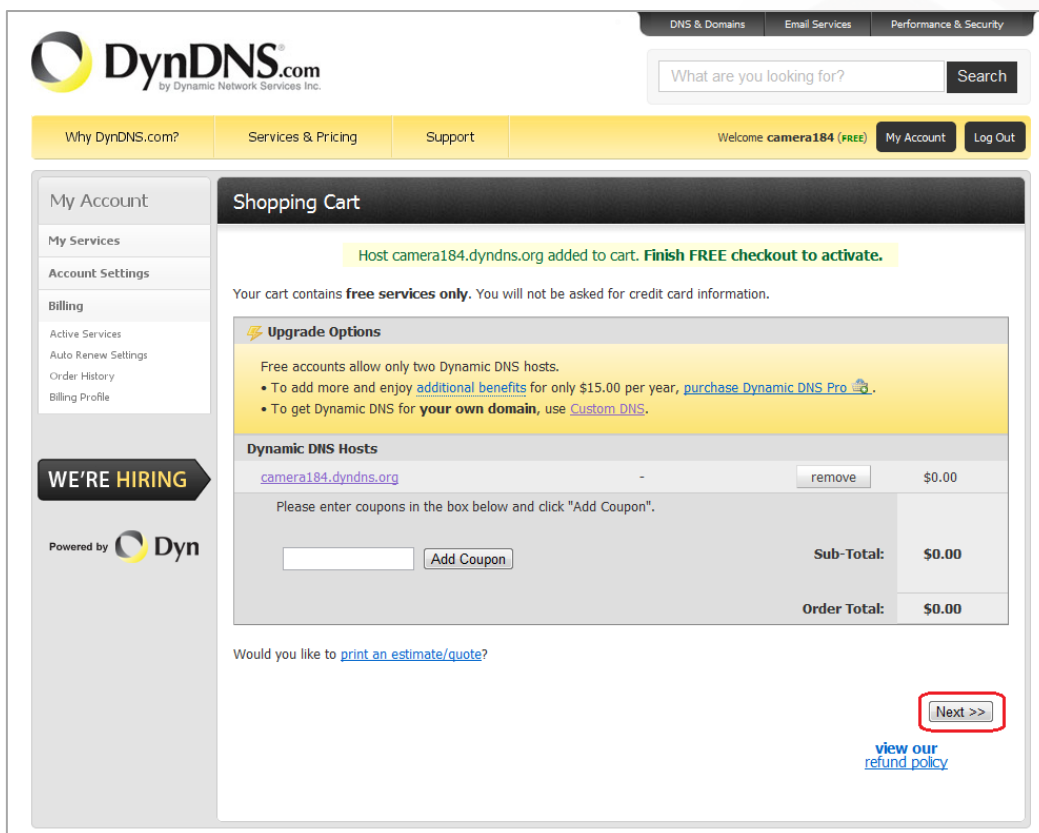 DNS & Domains Email Services Performance & Security
DynDNS.com
by Dynamic Network Services Inc.
What are you looking for? Search
Why DynDNS.com? Services & Pricing Support Welcome camera184 (FREE) My Account Log Out
My Account
My Services
Account Settings
Billing
Active Services
Auto Renew Settings
Order History
Billing Profile
WE'RE HIRING
Powered by Dyn
Shopping Cart
Host camera184.dyndns.org added to cart. Finish FREE checkout to activate.
Your cart contains free services only. You will not be asked for credit card information.
Upgrade Options
Free accounts allow only two Dynamic DNS hosts.
• To add more and enjoy additional benefits for only $15.00 per year, purchase Dynamic DNS Pro .
• To get Dynamic DNS for your own domain, use Custom DNS.
Dynamic DNS Hosts
camera184.dyndns.org - remove $0.00
Please enter coupons in the box below and click "Add Coupon".
Add Coupon Sub-Total: $0.00
Order Total: $0.00
Would you like to print an estimate/quote?
Next >>
view our
refund policy